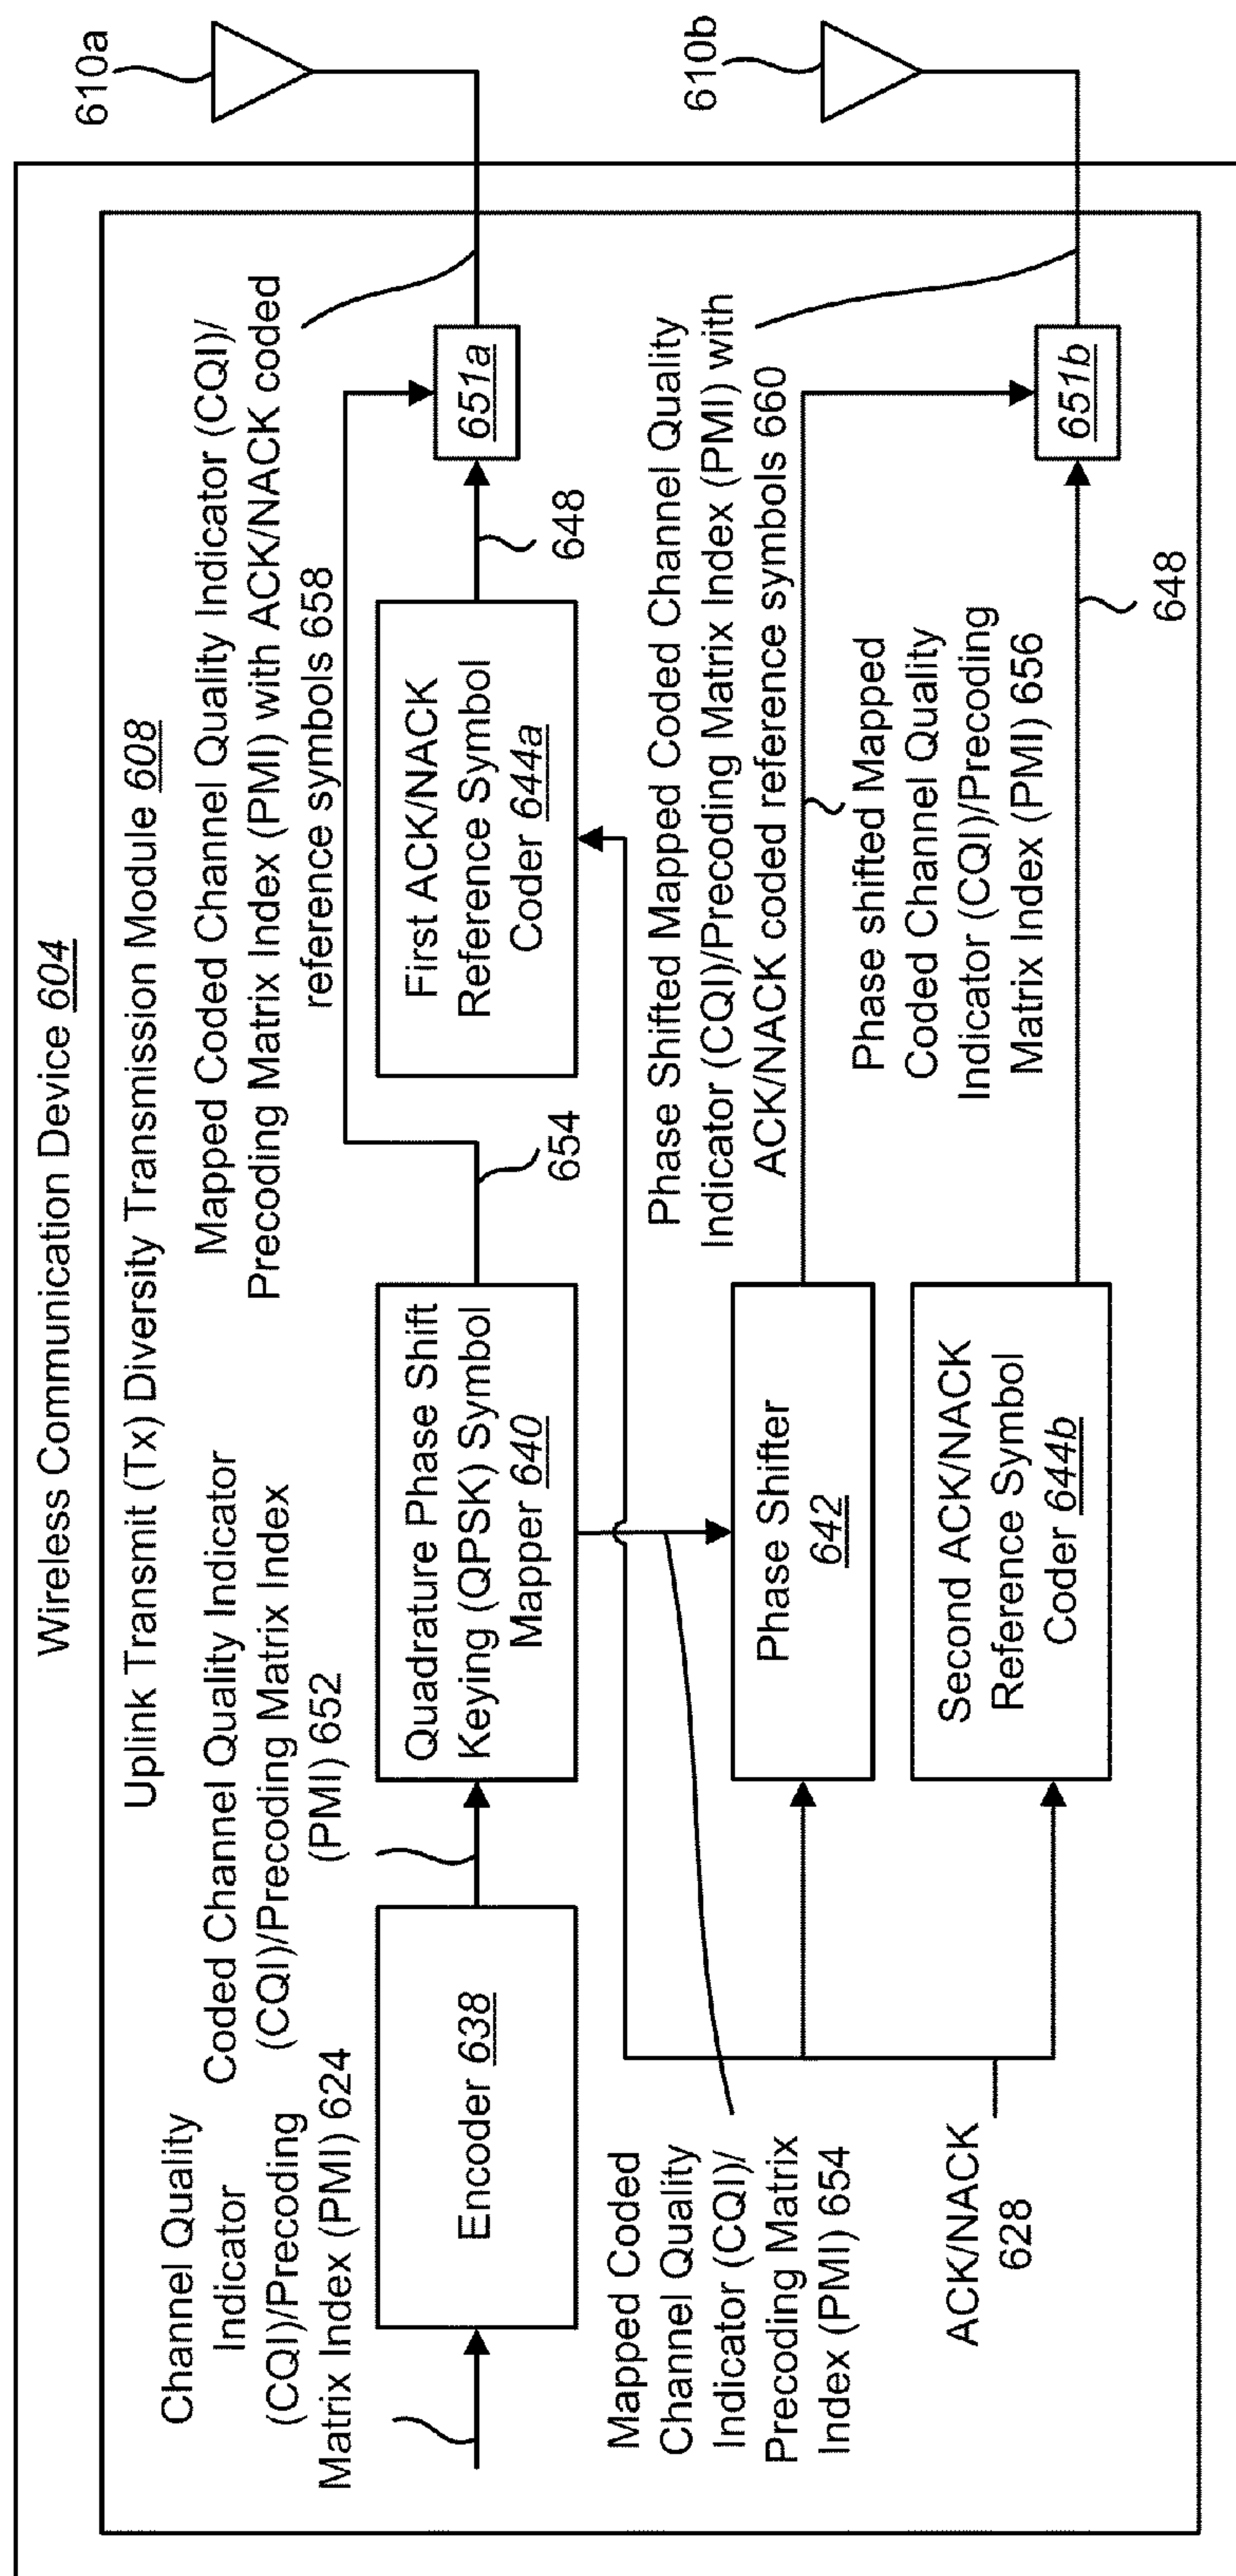 Wireless Communication Device 604
Uplink Transmit (Tx) Diversity Transmission Module 608
Channel Quality
Indicator
(CQI)/Precoding
Matrix Index (PMI) 624
Coded Channel Quality Indicator
(CQI)/Precoding Matrix Index
(PMI) 652
Mapped Coded Channel Quality Indicator (CQI)/
Precoding Matrix Index (PMI) with ACK/NACK coded
reference symbols 658
610a
Encoder 638
Quadrature Phase Shift
Keying (QPSK) Symbol
Mapper 640
654
First ACK/NACK
Reference Symbol
Coder 644a
648
651a
Mapped Coded
Channel Quality
Indicator (CQI)/
Precoding Matrix
Index (PMI) 654
Phase Shifted Mapped Coded Channel Quality
Indicator (CQI)/Precoding Matrix Index (PMI) with
ACK/NACK coded reference symbols 660
610b
Phase Shifter
642
Phase shifted Mapped
Coded Channel Quality
Indicator (CQI)/Precoding
Matrix Index (PMI) 656
ACK/NACK
628
Second ACK/NACK
Reference Symbol
Coder 644b
648
651b